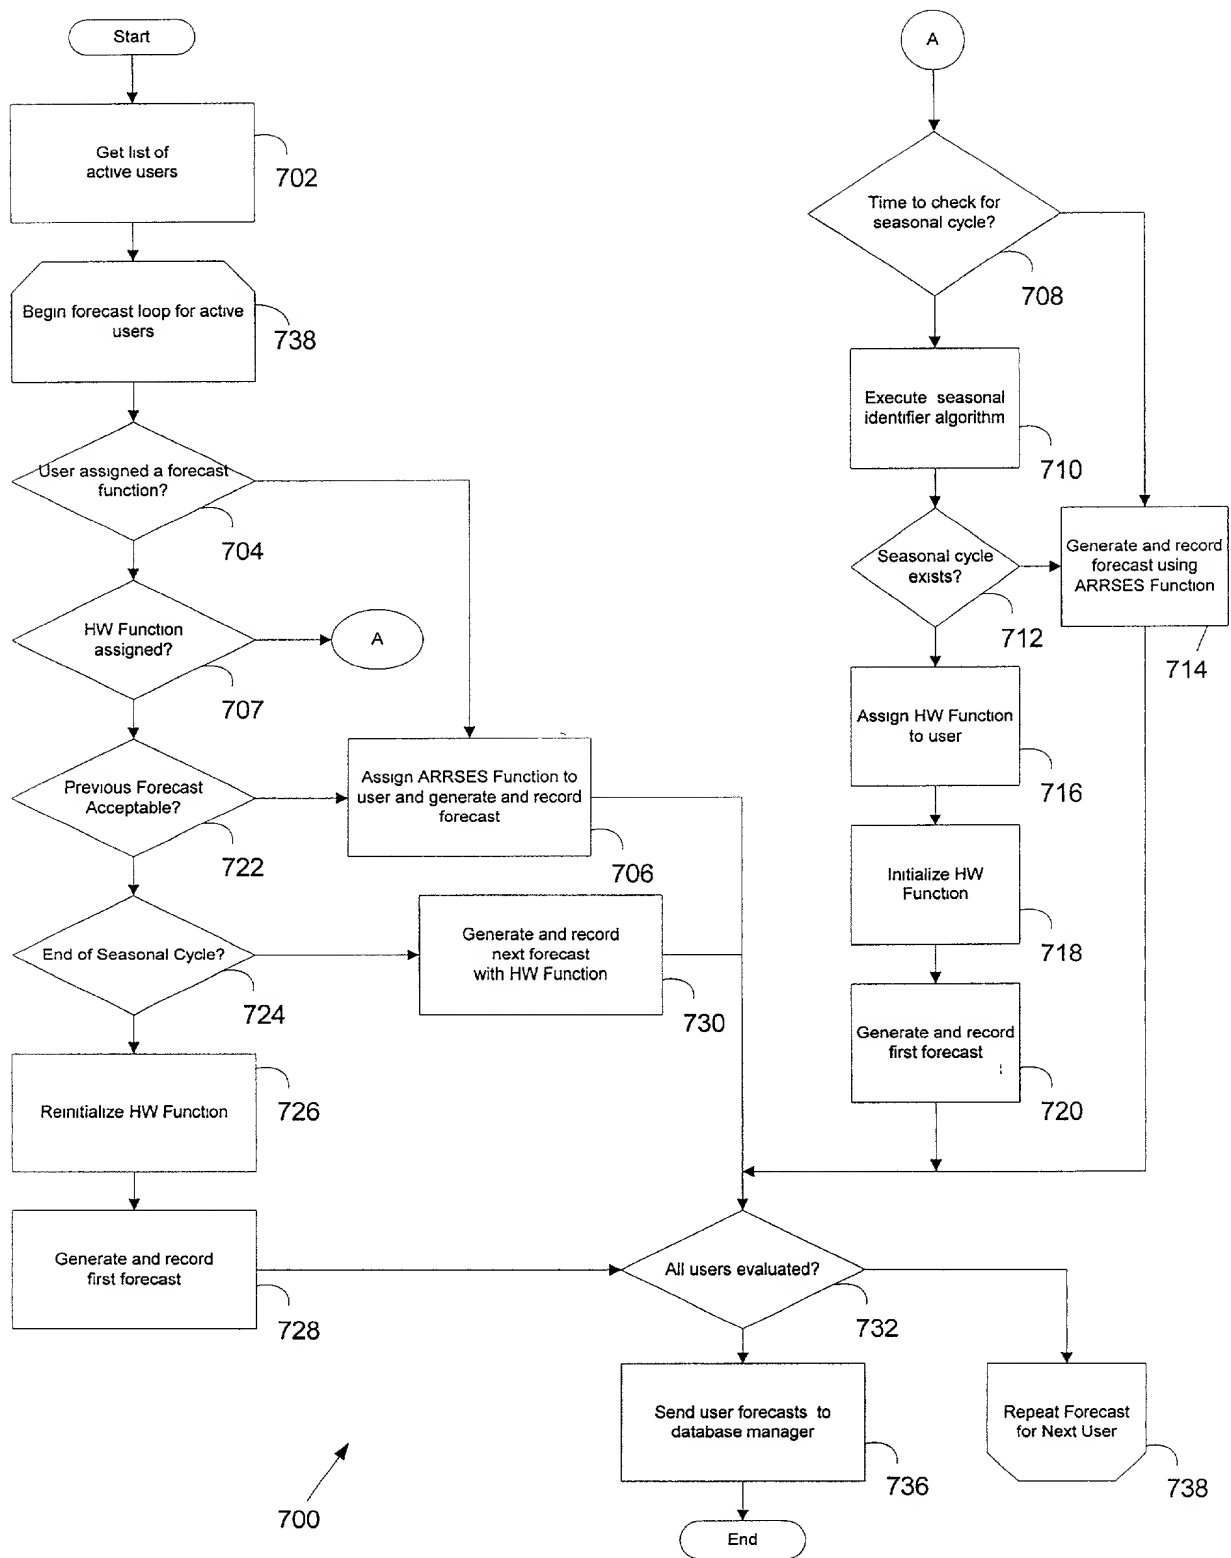 Start
Get list of
active users
702
Begin forecast loop for active
users
738
User assigned a forecast
function?
704
HW Function
assigned?
707
A
Previous Forecast
Acceptable?
722
Assign ARRSES Function to
user and generate and record
forecast
706
End of Seasonal Cycle?
724
Generate and record
next forecast
with HW Function
730
Reinitialize HW Function
726
Generate and record
first forecast
728
A
Time to check for
seasonal cycle?
708
Execute seasonal
identifier algorithm
710
Seasonal cycle
exists?
712
Generate and record
forecast using
ARRSES Function
714
Assign HW Function
to user
716
Initialize HW
Function
718
Generate and record
first forecast
720
All users evaluated?
732
Send user forecasts to
database manager
736
Repeat Forecast
for Next User
738
End
700